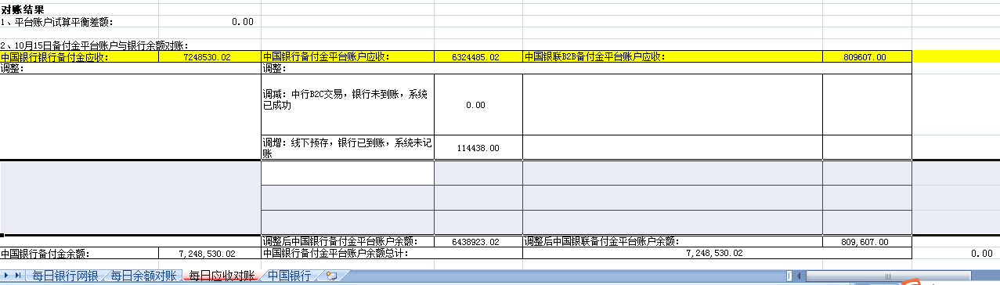 对账结果
1、平台账户试算平衡差额： 0.00
2、10月15日备付金平台账户与银行余额对账：
中国银行银行备付金应收： 7248530.02 中国银行备付金平台账户应收： 6324485.02 中国银联B2B备付金平台账户应收： 809607.00
调整： 调整：
调减：中行B2C交易，银行未到账，系统
已成功 0.00
调增：线下预存，银行已到账，系统未记
账 114438.00
调整后中国银行备付金平台账户余额： 6438923.02 调整后中国银联备付金平台账户余额： 809,607.00
中国银行备付金余额： 7,248,530.02 中国银行备付金平台账户余额总计： 7,248,530.02 0.00
每日银行网银 每日余额对账 每日应收对账 中国银行